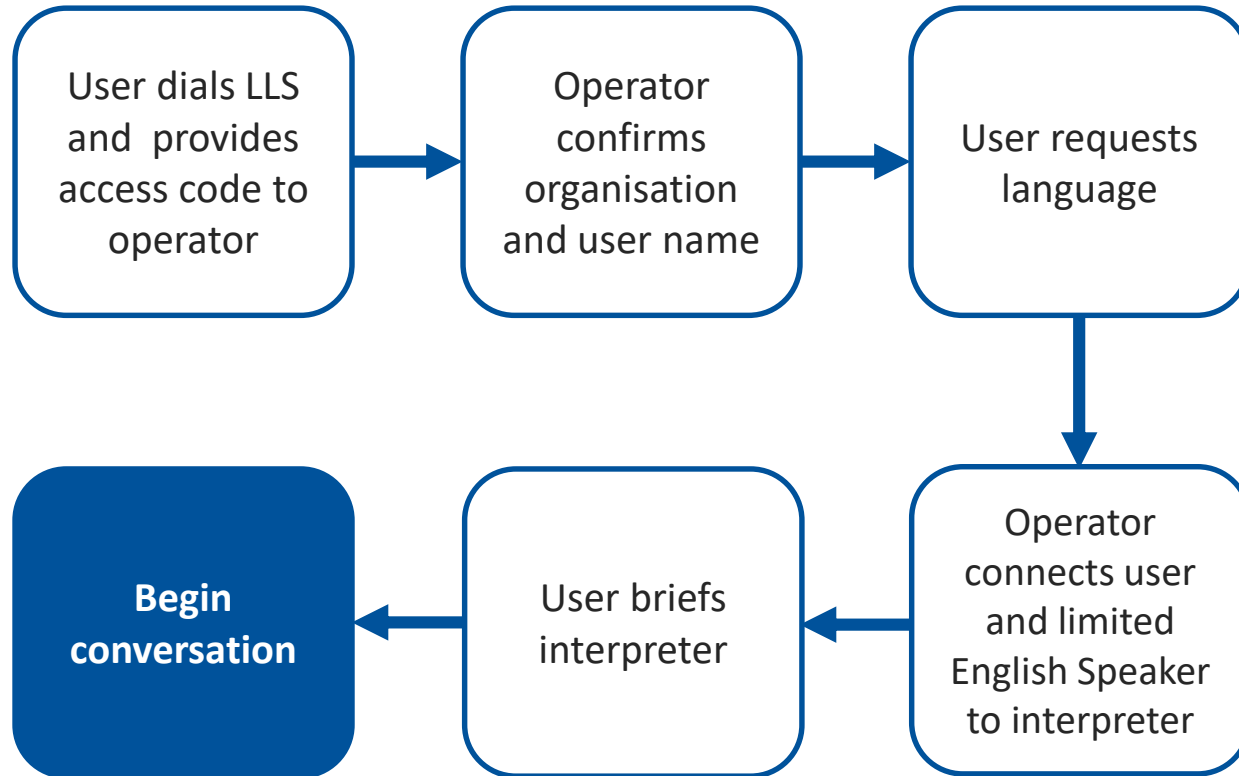 User dials LLS
and provides
access code to
operator
Operator
confirms
organisation
and user name
User requests
language
Operator
connects user
and limited
English Speaker
to interpreter
User briefs
interpreter
Begin
conversation